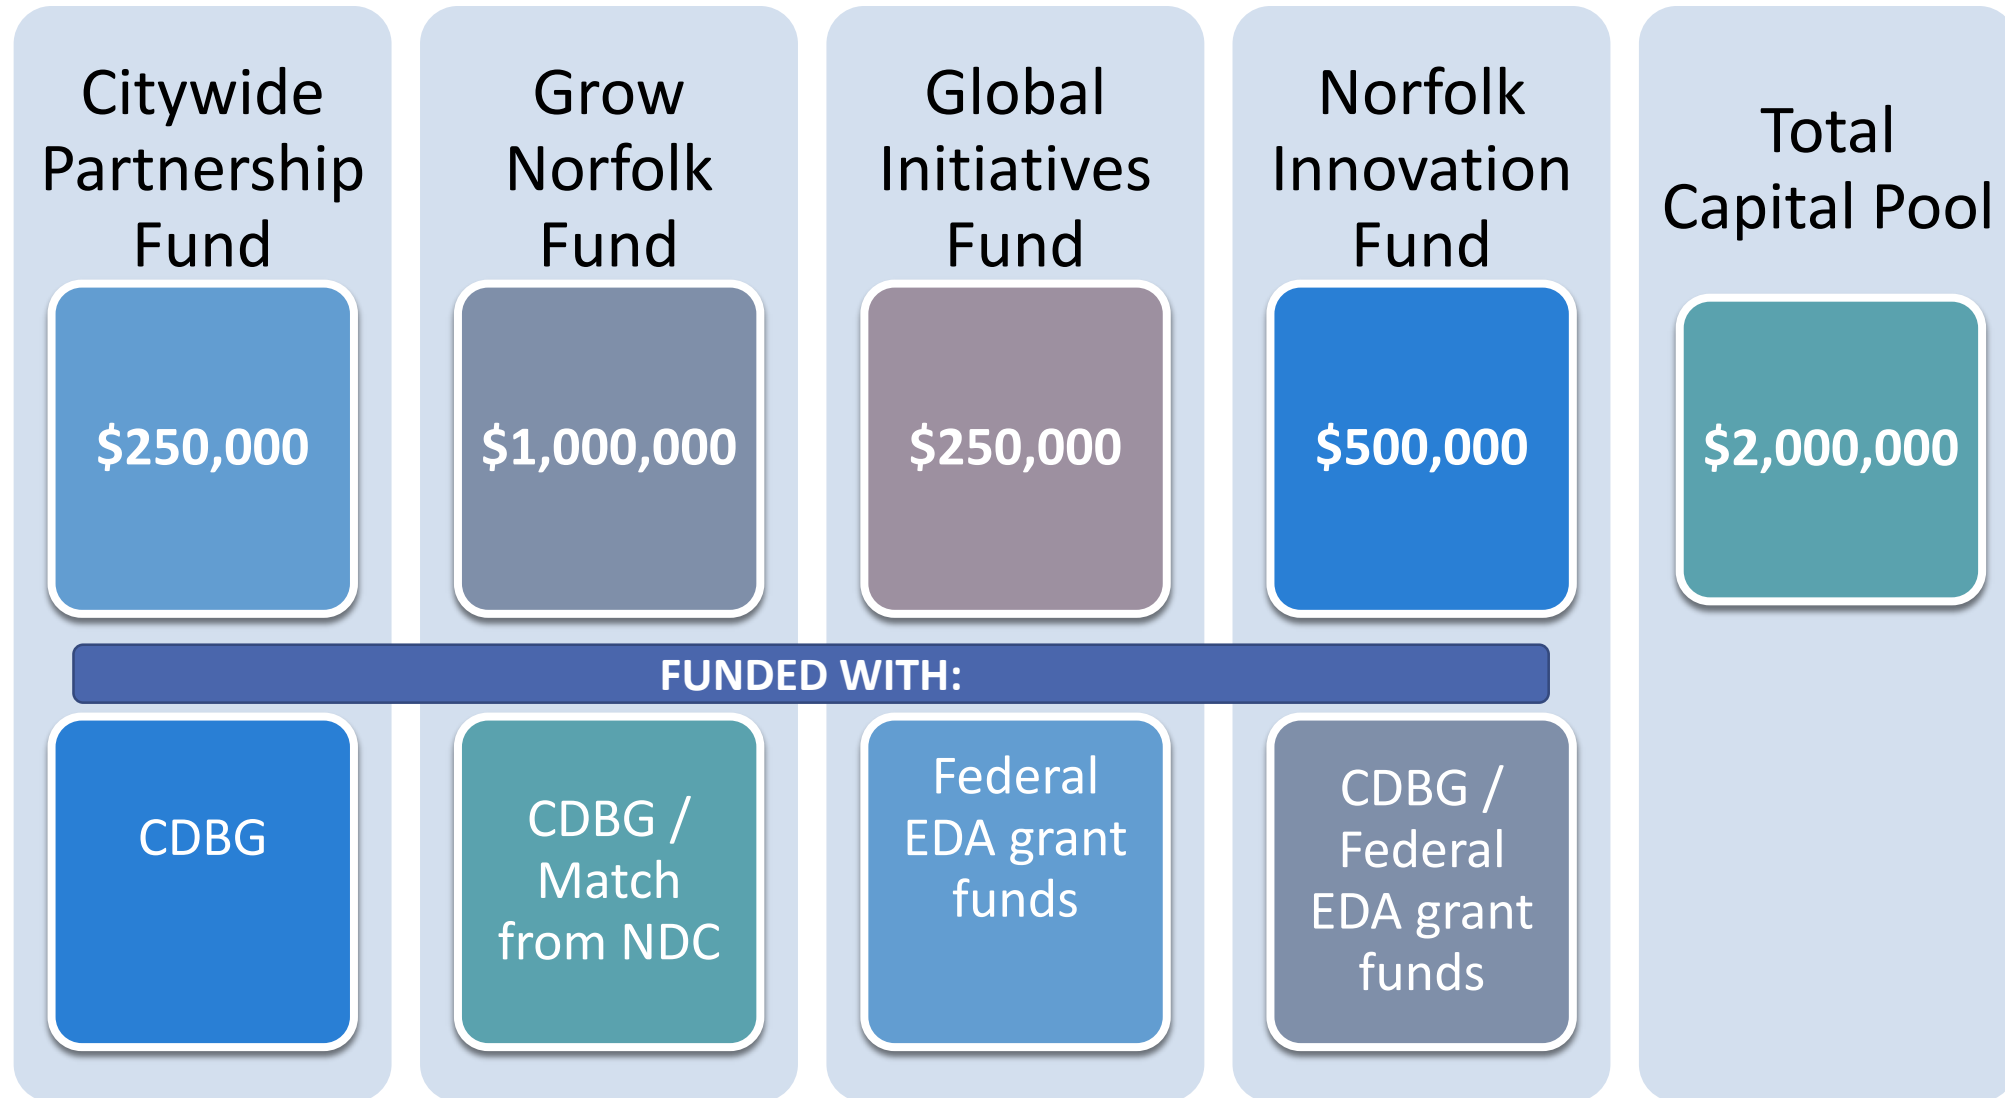 Citywide
Partnership
Fund
$250,000
Grow
Norfolk
Fund
$1,000,000
Global
Initiatives
Fund
$250,000
Norfolk
Innovation
Fund
$500,000
Total
Capital Pool
$2,000,000
FUNDED WITH:
CDBG
CDBG /
Match
from NDC
Federal
EDA grant
funds
CDBG /
Federal
EDA grant
funds